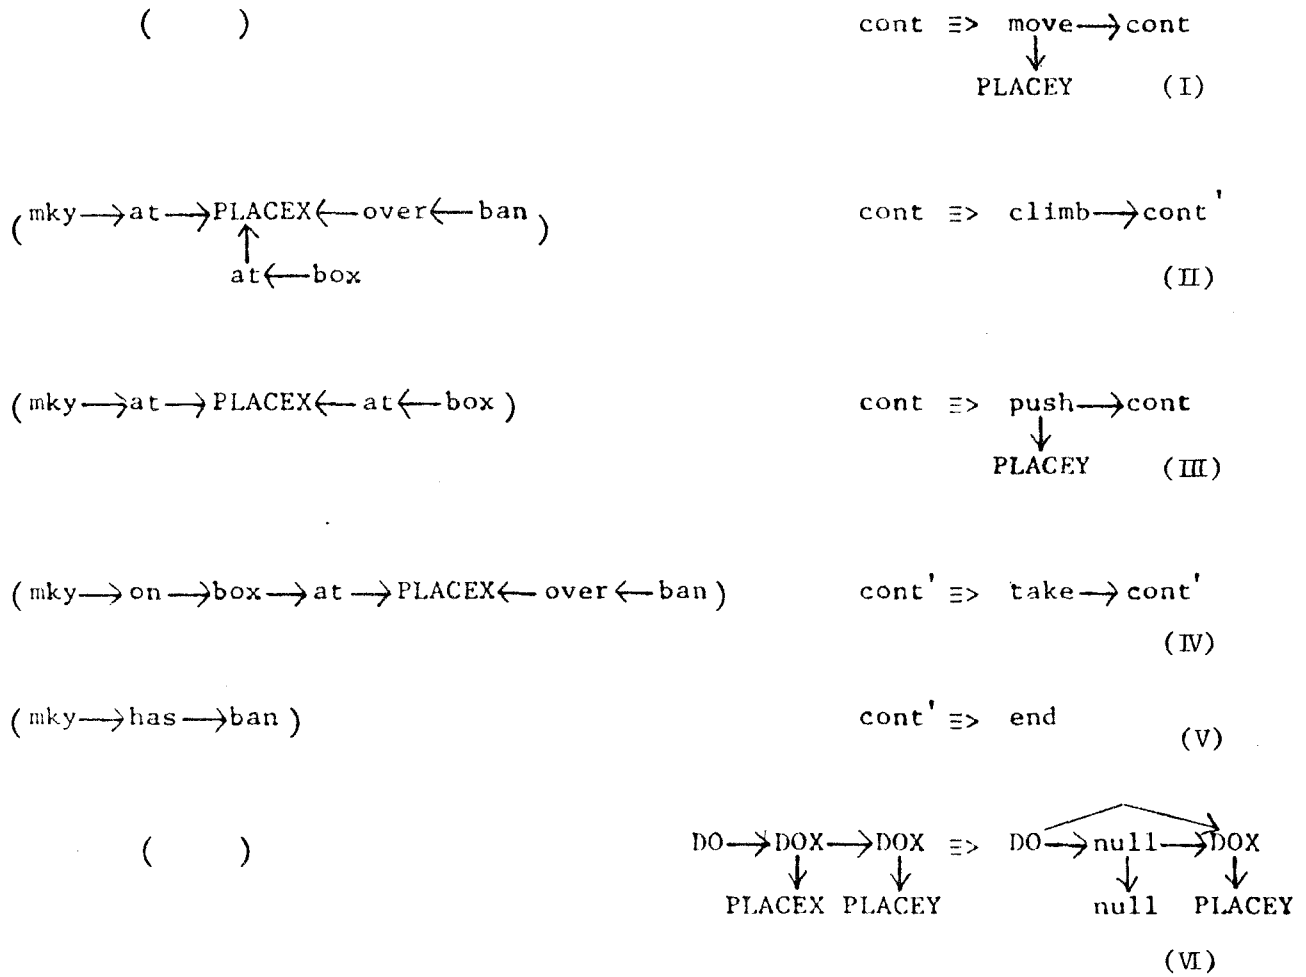 ( ) cont ≡> move→cont
↓
PLACEY (I)
(mky→at→PLACEX←over←ban) cont ≡> climb→cont'
↑
at←box (II)
(mky→at→PLACEX←at←box) cont ≡> push→cont
↓
PLACEY (III)
(mky→on→box→at→PLACEX←over←ban) cont' ≡> take→cont'
(IV)
(mky→has→ban) cont' ≡> end
(V)
( ) DO→DOX→DOX ≡> DO→null→DOX
↓ ↓ ↓ ↓
PLACEX PLACEY null PLACEY
(VI)